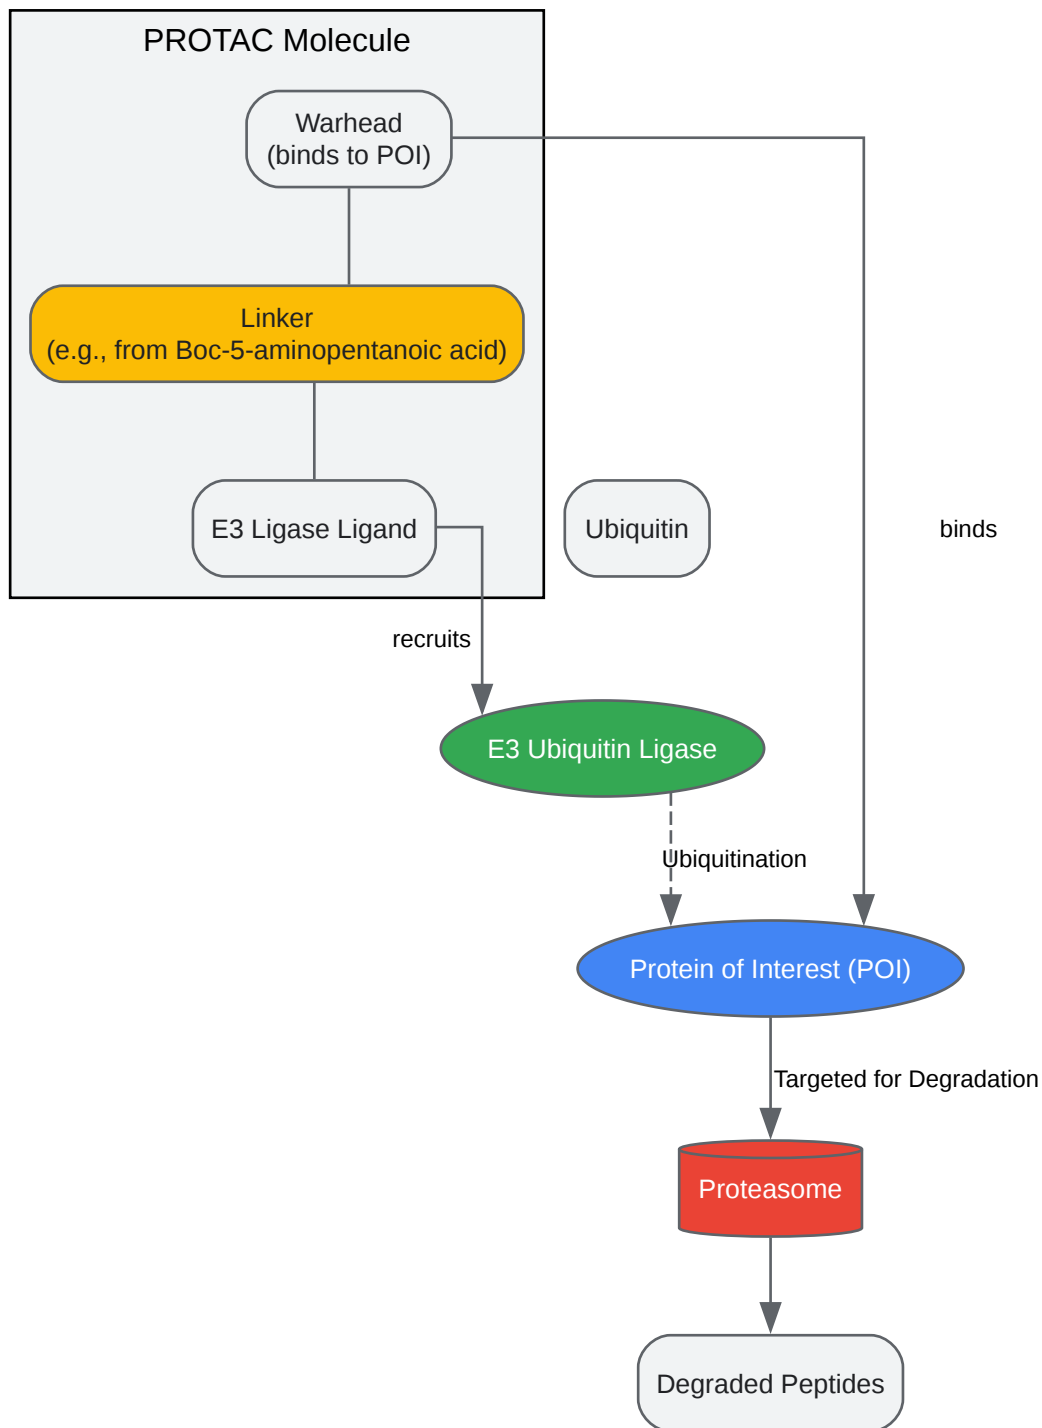 PROTAC Molecule
Warhead
(binds to POI)
Linker
(e.g., from Boc-5-aminopentanoic acid)
E3 Ligase Ligand
Ubiquitin
binds
recruits
E3 Ubiquitin Ligase
Ubiquitination
Protein of Interest (POI)
Targeted for Degradation
Proteasome
Degraded Peptides